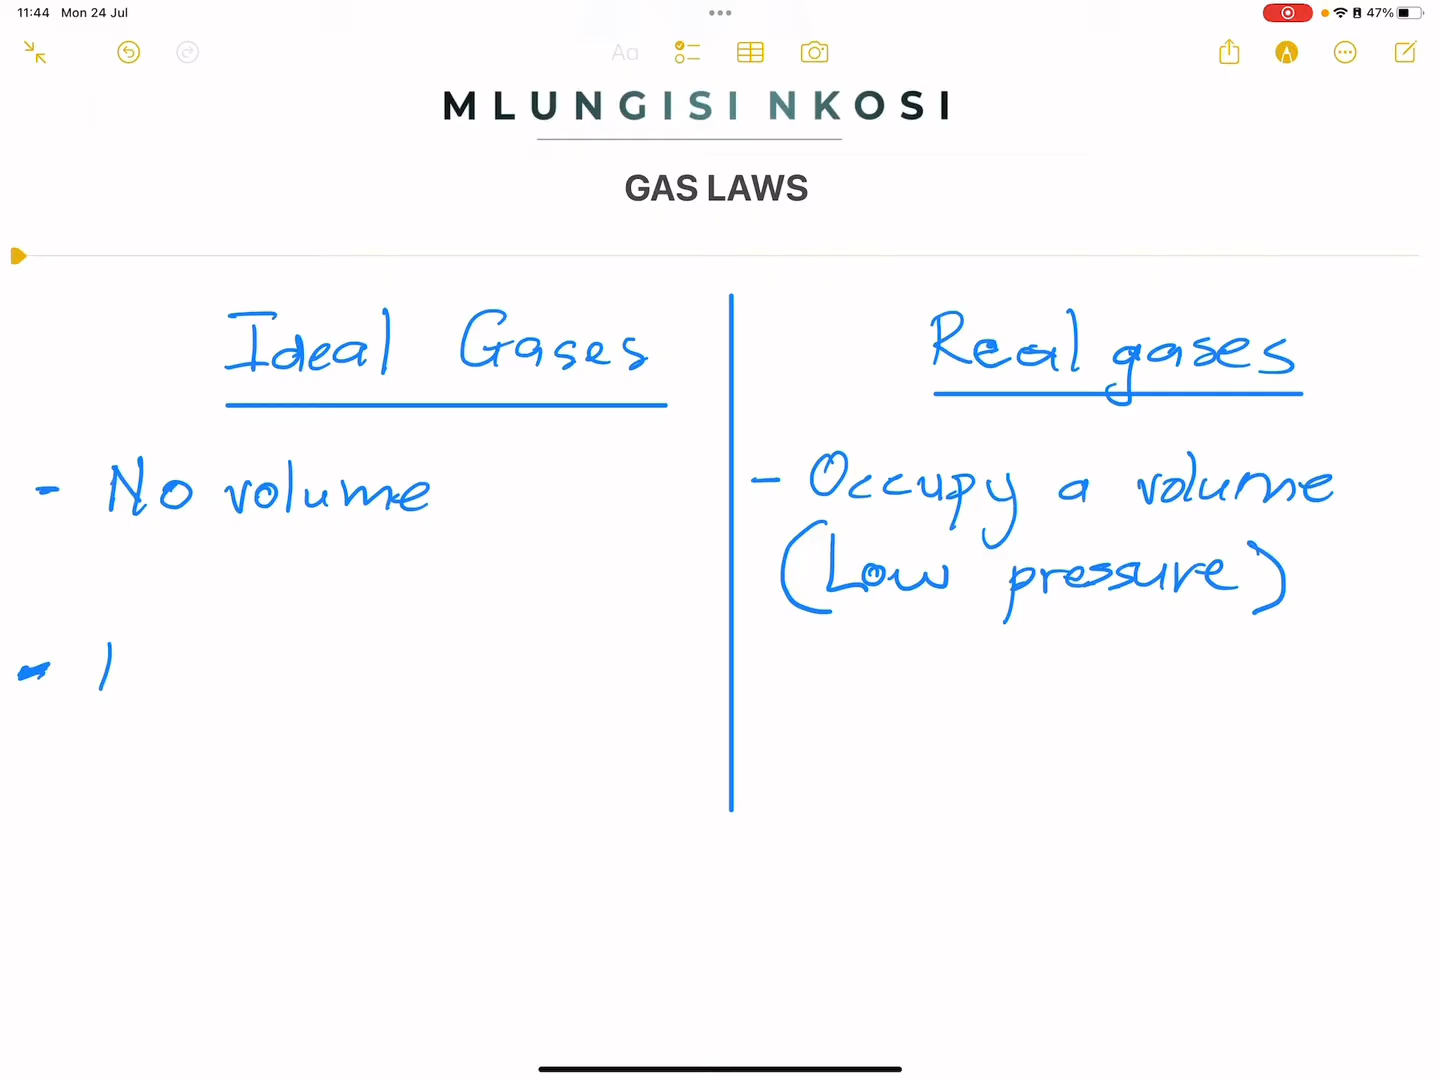 11:44 Mon 24 Jul 47%
Aa
MLUNGISI NKOSI
GAS LAWS
Ideal Gases
Real gases
- No volume
- Occupy a volume
(Low pressure)
-